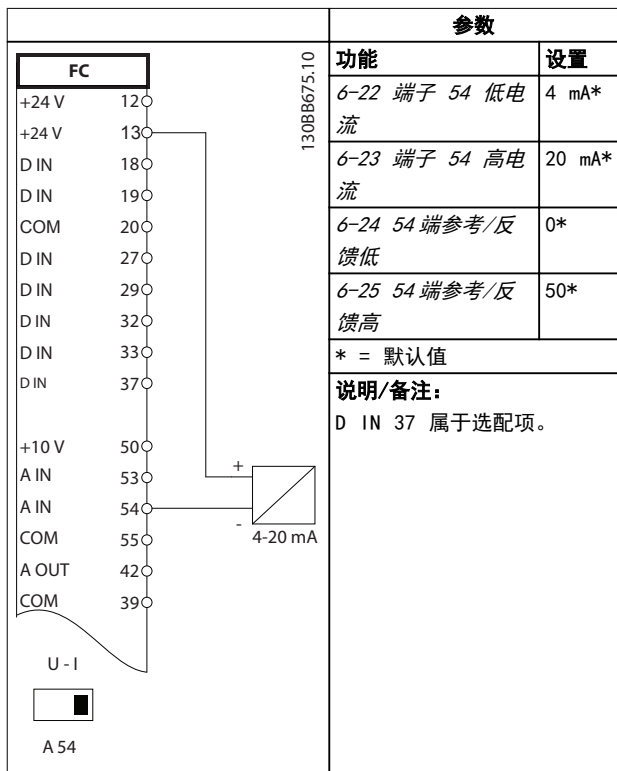 参数
FC
130BB675.10
功能 设置
+24 V 12
+24 V 13
D IN 18
D IN 19
COM 20
D IN 27
D IN 29
D IN 32
D IN 33
D IN 37
+10 V 50
A IN 53
A IN 54
COM 55
A OUT 42
COM 39
+
-
4-20 mA
U - I
A 54
6-22 端子 54 低电 4 mA*
流
6-23 端子 54 高电 20 mA*
流
6-24 54 端参考/反 0*
馈低
6-25 54 端参考/反 50*
馈高
* = 默认值
说明/备注：
D IN 37 属于选配项。